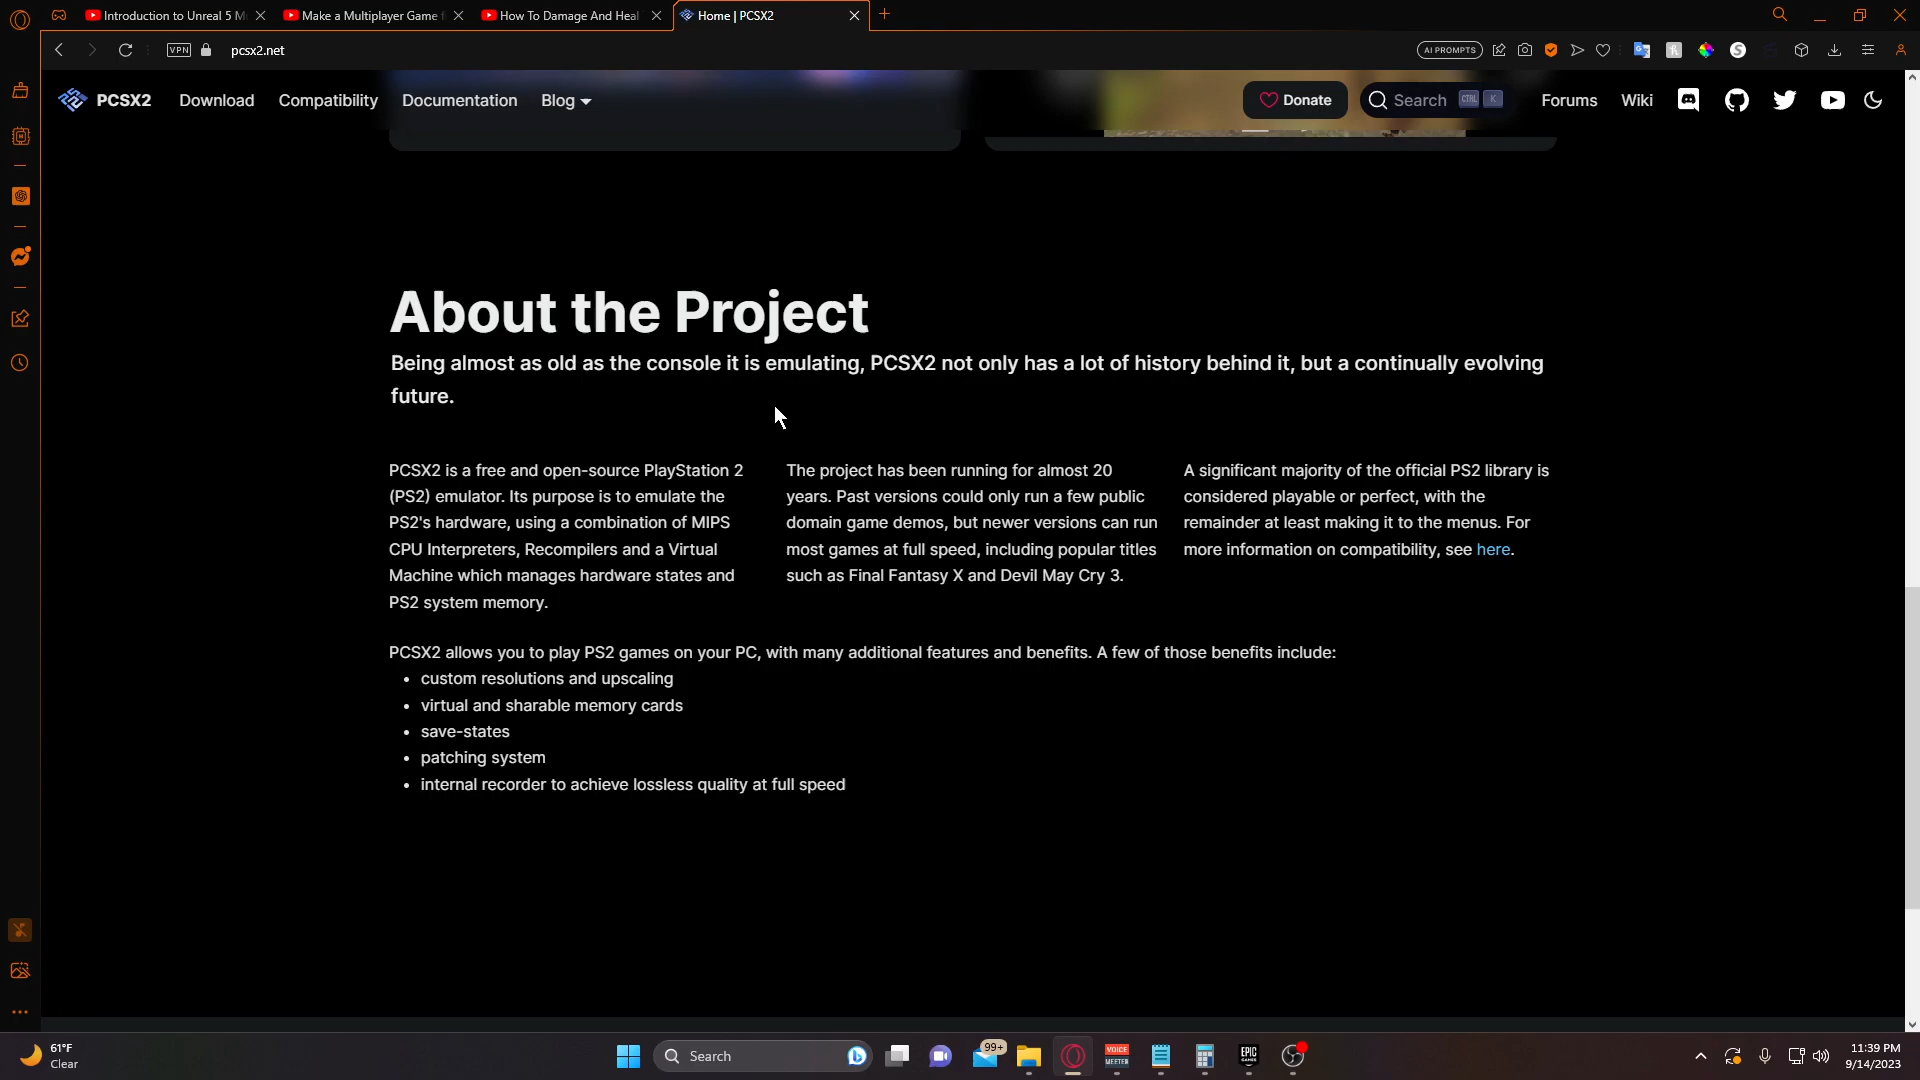 Introduction to Unreal 5 M
Make a Multiplayer Game f
How To Damage And Heal
Home | PCSX2
VPN
pcsx2.net
AI PROMPTS
PCSX2
Download
Compatibility
Documentation
Blog
Donate
Search
CTRL
K
Forums
Wiki
About the Project
Being almost as old as the console it is emulating, PCSX2 not only has a lot of history behind it, but a continually evolving
future.
PCSX2 is a free and open-source PlayStation 2
(PS2) emulator. Its purpose is to emulate the
PS2's hardware, using a combination of MIPS
CPU Interpreters, Recompilers and a Virtual
Machine which manages hardware states and
PS2 system memory.
The project has been running for almost 20
years. Past versions could only run a few public
domain game demos, but newer versions can run
most games at full speed, including popular titles
such as Final Fantasy X and Devil May Cry 3.
A significant majority of the official PS2 library is
considered playable or perfect, with the
remainder at least making it to the menus. For
more information on compatibility, see here.
PCSX2 allows you to play PS2 games on your PC, with many additional features and benefits. A few of those benefits include:
• custom resolutions and upscaling
• virtual and sharable memory cards
• save-states
• patching system
• internal recorder to achieve lossless quality at full speed
61°F
Clear
Search
99+
VOICE
MEETER
EPIC
GAMES
11:39 PM
9/14/2023